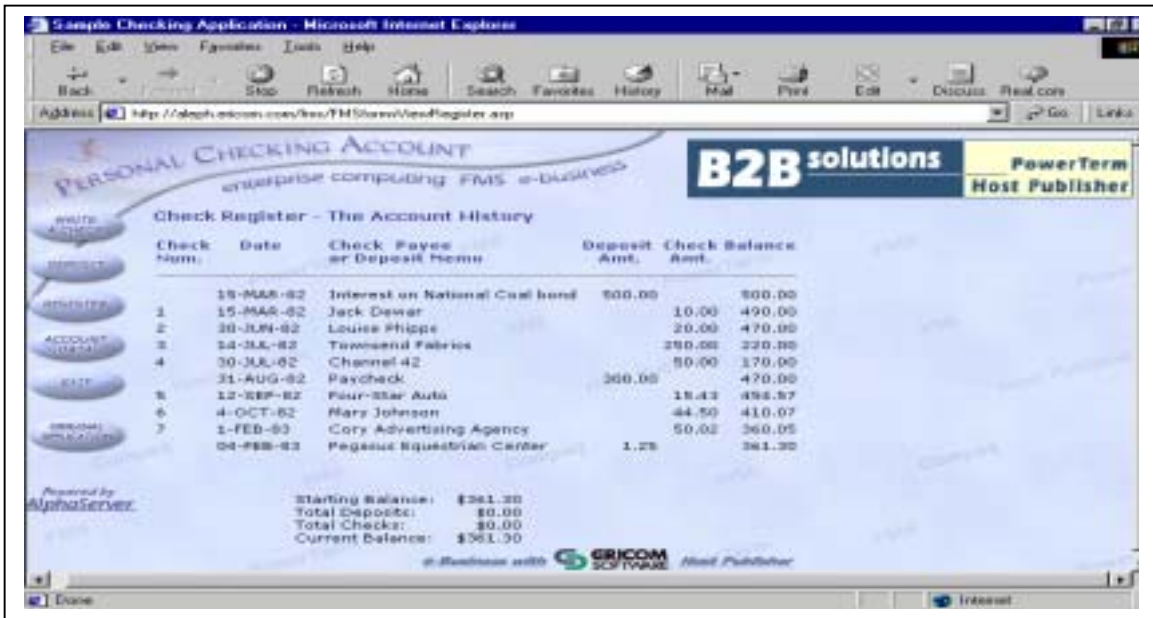 Sample Checking Application - Microsoft Internet Explorer
File Edit View Favorites Tools Help
Back Forward Stop Refresh Home Search Favorites History Mail Print Edit Discuss Real.com
Address http://aleph.ericom.com/ /ViewRegister.asp Go Links
PERSONAL CHECKING ACCOUNT
enterprise computing FMS e-business
B2B solutions
PowerTerm
Host Publisher
Check Register - The Account History
Check Num. Date Check Payee or Deposit Memo Deposit Amt. Check Amt. Balance
15-MAR-82 Interest on National Coal bond 500.00 500.00
1 15-MAR-82 Jack Dewar 10.00 490.00
2 30-JUN-82 Louise Phipps 20.00 470.00
3 14-JUL-82 Townsend Fabrics 250.00 220.00
4 30-JUL-82 Channel 42 50.00 170.00
31-AUG-82 Paycheck 300.00 470.00
5 12-SEP-82 Four-Star Auto 15.43 454.57
6 4-OCT-82 Mary Johnson 44.50 410.07
7 1-FEB-83 Cory Advertising Agency 50.02 360.05
04-FEB-83 Pegasus Equestrian Center 1.25 361.30
DEPOSIT
REGISTER
ACCOUNT
EXIT
ORIGINAL APPLICATION
Powered by
AlphaServer
Starting Balance: $361.30
Total Deposits: $0.00
Total Checks: $0.00
Current Balance: $361.30
e-Business with ERICOM SOFTWARE Host Publisher
Done Internet